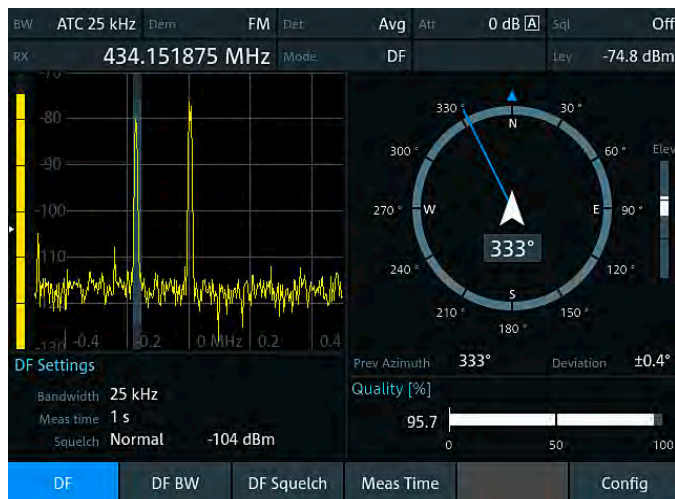 BW ATC 25 kHz Dem FM Det Avg Att 0 dB A Sql Off
RX 434.151875 MHz Mode DF Lev -74.8 dBm
-70
-80
-90
-100
-110
-130 -0.4 -0.2 0 MHz 0.2 0.4
330 ° N 30 °
300 ° 60 °
Elev
270 ° W E 90 °
333°
240 ° 120 °
S
210 ° 150 °
180 °
Prev Azimuth 333° Deviation ±0.4°
DF Settings
Bandwidth 25 kHz
Meas time 1 s
Squelch Normal -104 dBm
Quality [%]
95.7
0 50 100
DF DF BW DF Squelch Meas Time Config